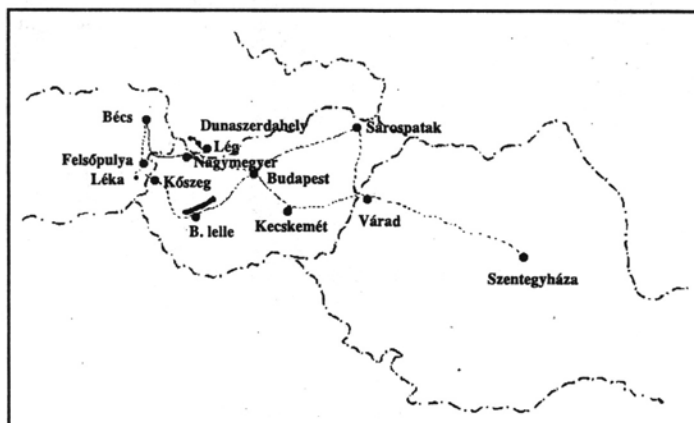 Bécs
Dunaszerdahely
Sárospatak
Lég
Felsőpulya
Nagymegyer
Léka
Kőszeg
Budapest
B. lelle
Kecskemét
Várad
Szentegyháza